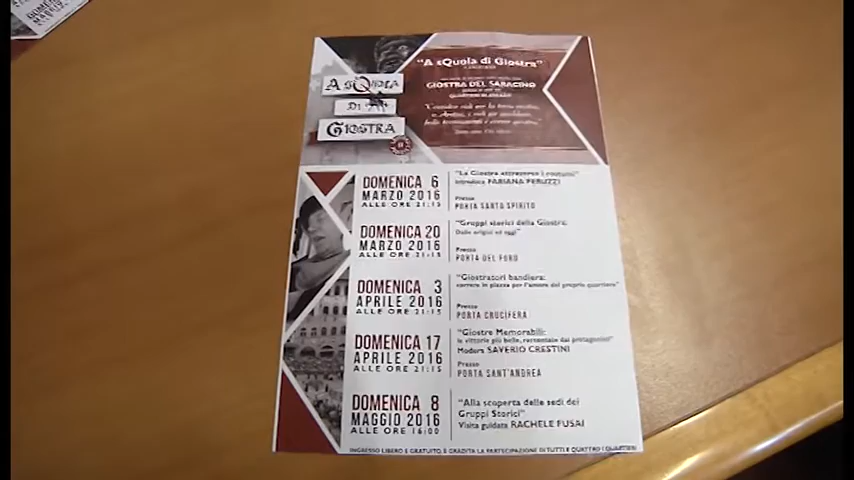 A sQuola
di
Giostra
"A sQuola di Giostra"
GIOSTRA DEL SARACINO
DOMENICA 6
MARZO 2016
ALLE ORE 21:15
"La Giostra attraverso i costumi"
introduce FABIANA PERUZZI
Presso
PORTA SANTO SPIRITO
DOMENICA 20
MARZO 2016
ALLE ORE 21:15
"Gruppi storici della Giostra:
Dalle origini ad oggi"
Presso
PORTA DEL FORO
DOMENICA 3
APRILE 2016
ALLE ORE 21:15
"Giostratori bandiera:
correre in piazza per l'amore del proprio quartiere"
Presso
PORTA CRUCIFERA
DOMENICA 17
APRILE 2016
ALLE ORE 21:15
"Giostre Memorabili:
le vittorie più belle, raccontate dai protagonisti"
Modera SAVERIO CRESTINI
Presso
PORTA SANT'ANDREA
DOMENICA 8
MAGGIO 2016
ALLE ORE 16:00
"Alla scoperta delle sedi dei
Gruppi Storici"
Visita guidata RACHELE FUSAI
INGRESSO LIBERO E GRATUITO, È GRADITA LA PARTECIPAZIONE DI TUTTI E QUATTRO I QUARTIERI